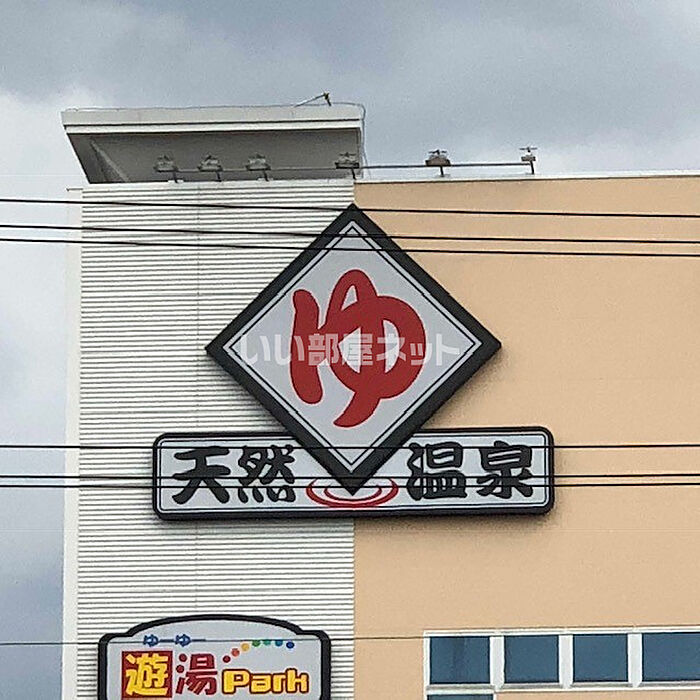 ゆ
いい部屋ネット
天然 温泉
ゆーゆー
遊湯Park